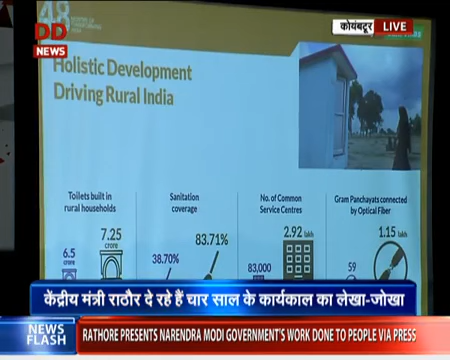 48
DD
NEWS
कोयंबटूर LIVE
Holistic Development
Driving Rural India
Toilets built in
rural households
6.5
crore
7.25
crore
Sanitation
coverage
38.70%
83.71%
No. of Common
Service Centres
83,000
2.92 lakh
Gram Panchayats connected
by Optical Fiber
59
1.15 lakh
केंद्रीय मंत्री राठौर दे रहे हैं चार साल के कार्यकाल का लेखा-जोखा
NEWS
FLASH
RATHORE PRESENTS NARENDRA MODI GOVERNMENT'S WORK DONE TO PEOPLE VIA PRESS